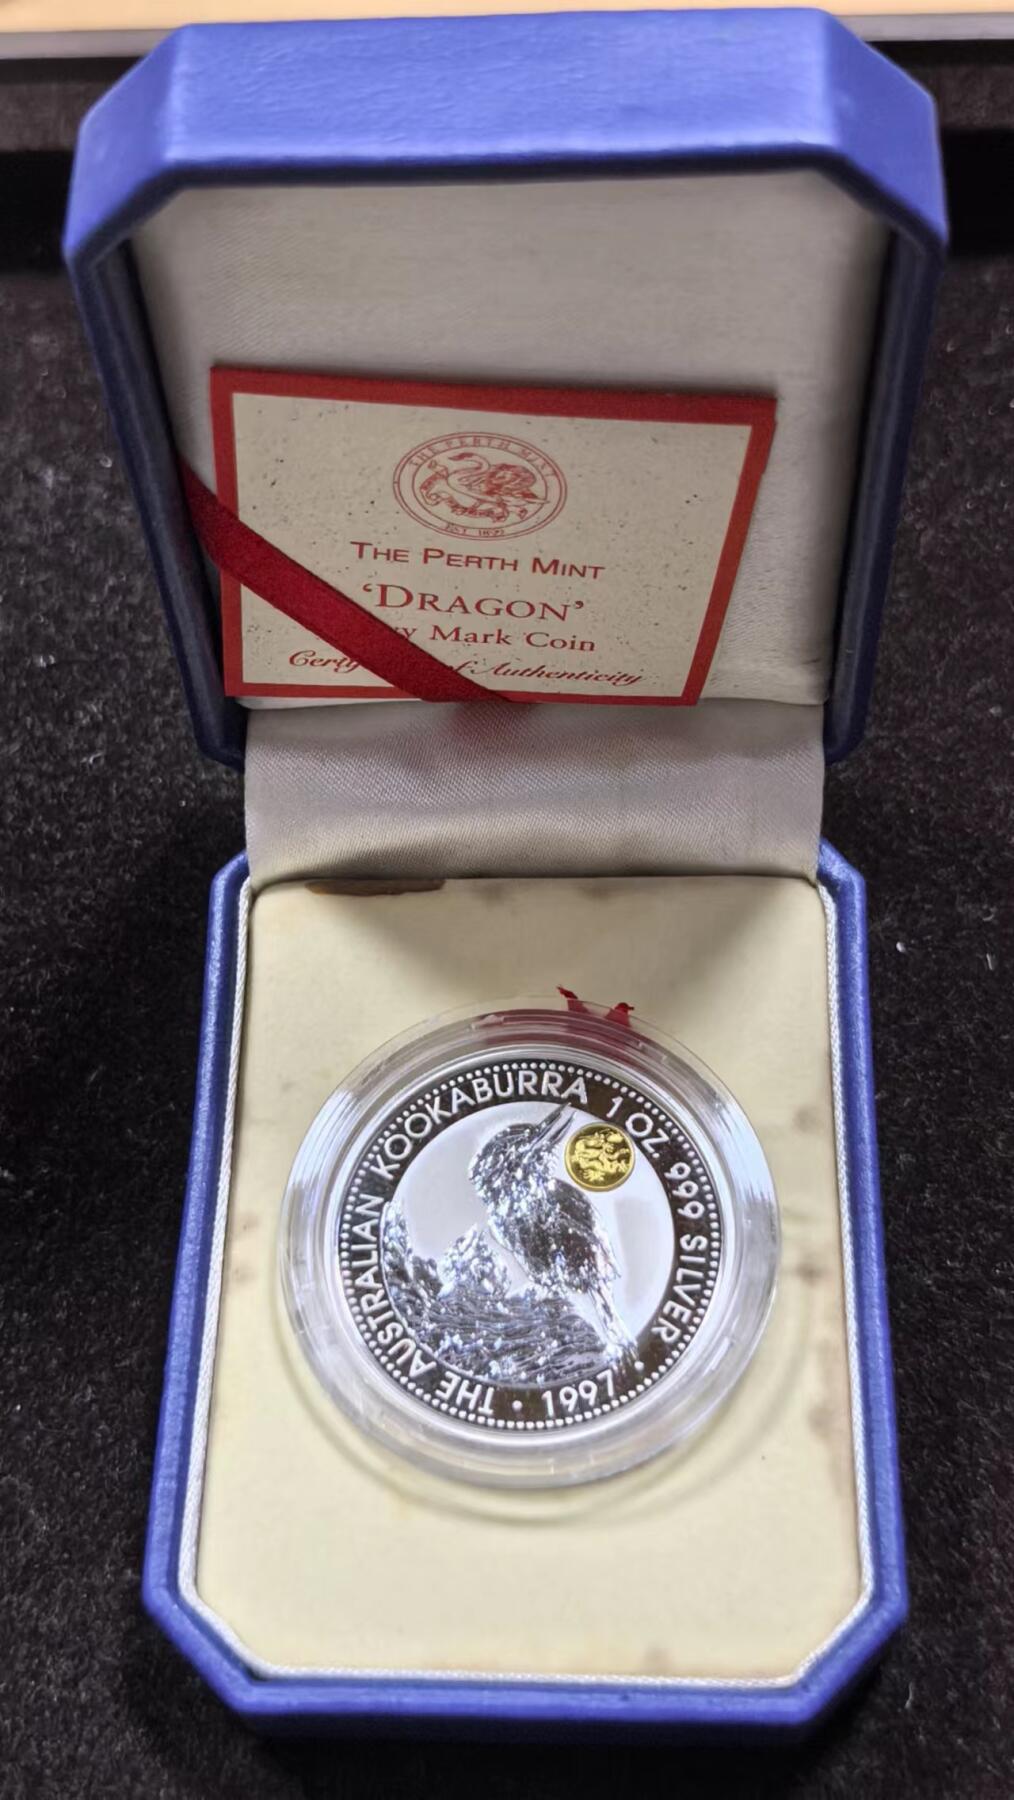 THE PERTH MINT
EST. 1899
THE PERTH MINT
'DRAGON'
Mark Coin
Authenticity
THE AUSTRALIAN KOOKABURRA 1 OZ. 999 SILVER
· 1997 ·